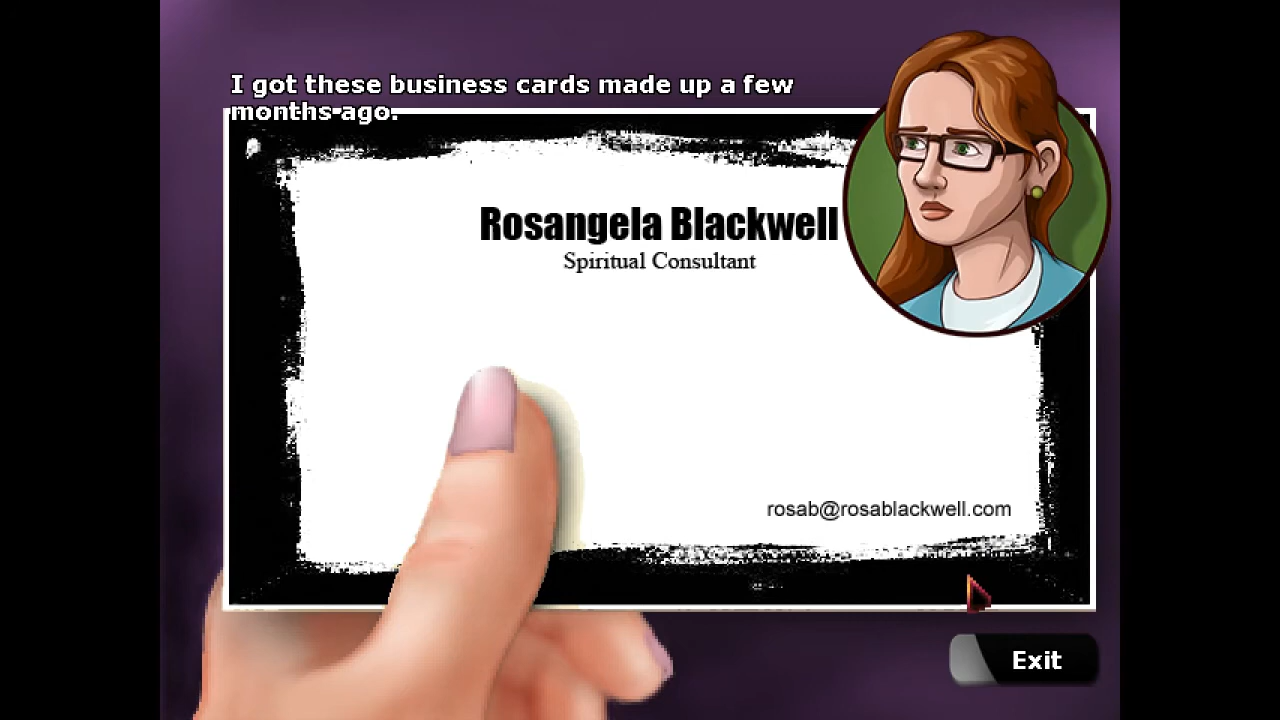 I got these business cards made up a few
months ago.
Rosangela Blackwell
Spiritual Consultant
rosab@rosablackwell.com
Exit